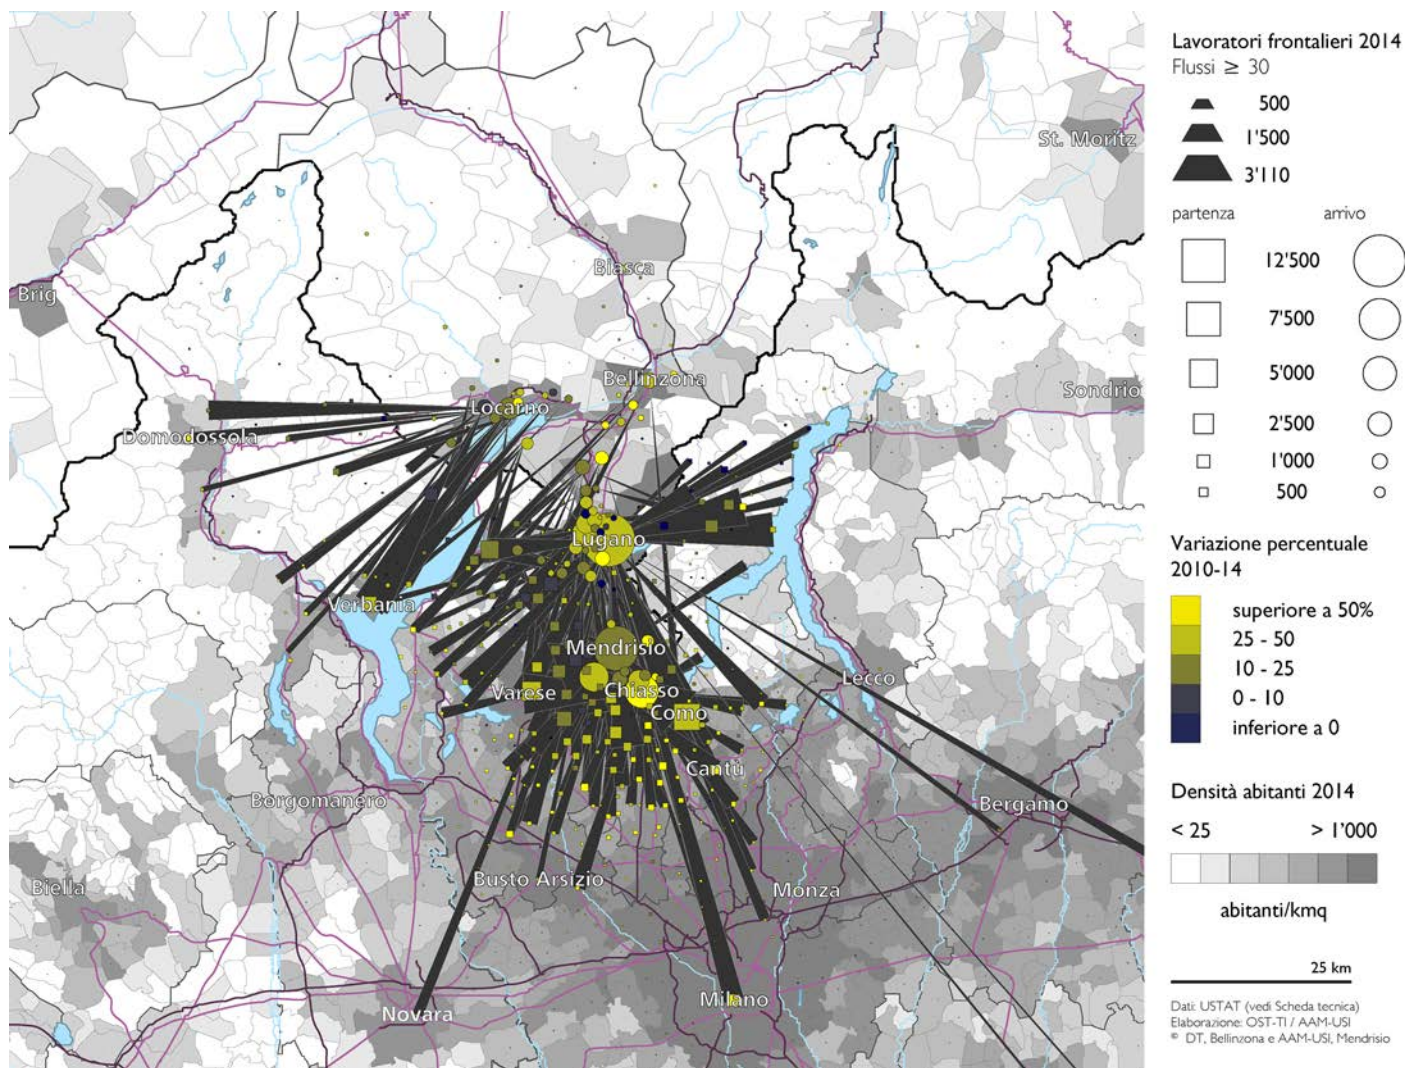 St. Moritz
Biasca
Brig
Bellinzona
Sondrio
Locarno
Domodossola
Lugano
Verbania
Mendrisio
Lecco
Varese
Chiasso
Como
Cantú
Borgomanero
Bergamo
Busto Arsizio
Biella
Monza
Milano
Novara
Lavoratori frontalieri 2014
Flussi ≥ 30
500
1'500
3'110
partenza arrivo
12'500
7'500
5'000
2'500
1'000
500
Variazione percentuale
2010-14
superiore a 50%
25 - 50
10 - 25
0 - 10
inferiore a 0
Densità abitanti 2014
< 25 > 1'000
abitanti/kmq
25 km
Dati: USTAT (vedi Scheda tecnica)
Elaborazione: OST-TI / AAM-USI
© DT, Bellinzona e AAM-USI, Mendrisio